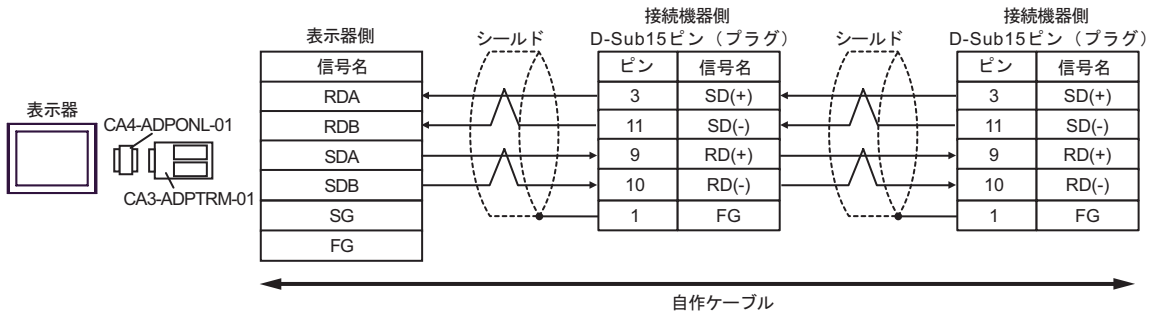 表示器
CA4-ADPONL-01
CA3-ADPTRM-01
表示器側
信号名
RDA
RDB
SDA
SDB
SG
FG
シールド
接続機器側
D-Sub15ピン（プラグ）
ピン 信号名
3 SD(+)
11 SD(-)
9 RD(+)
10 RD(-)
1 FG
シールド
接続機器側
D-Sub15ピン（プラグ）
ピン 信号名
3 SD(+)
11 SD(-)
9 RD(+)
10 RD(-)
1 FG
自作ケーブル